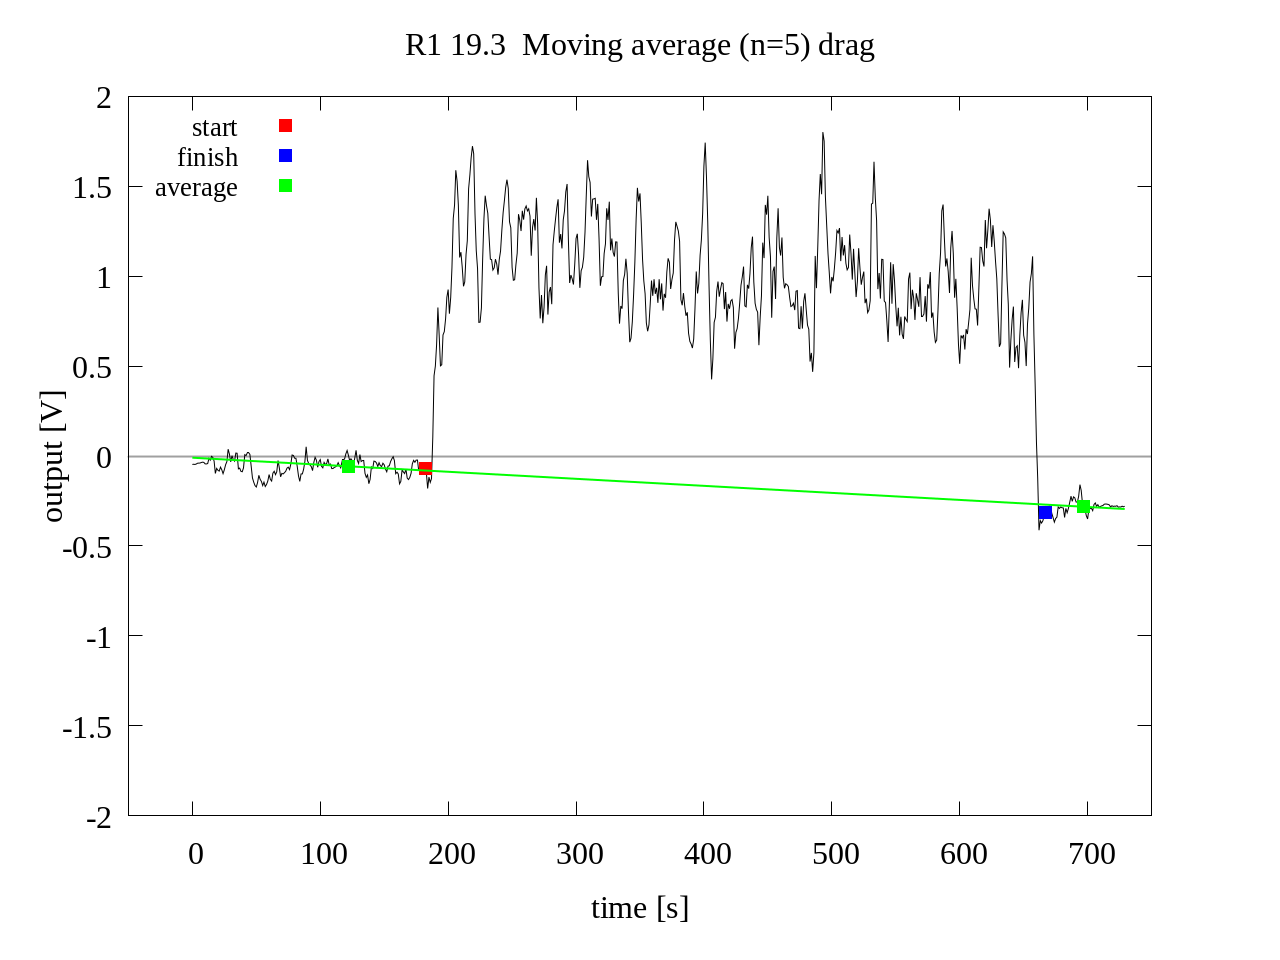 R1 19.3  Moving average (n=5) drag
start
finish
average
2
1.5
1
0.5
0
-0.5
-1
-1.5
-2
output [V]
0 100 200 300 400 500 600 700
time [s]